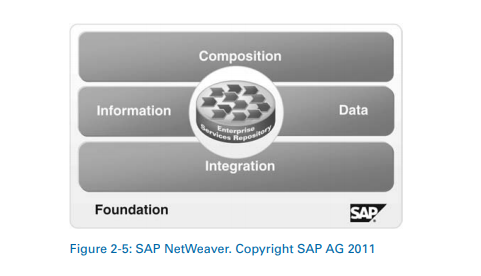 Composition
Information
Data
Enterprise
Services Repository
Integration
Foundation
SAP
Figure 2-5: SAP NetWeaver. Copyright SAP AG 2011